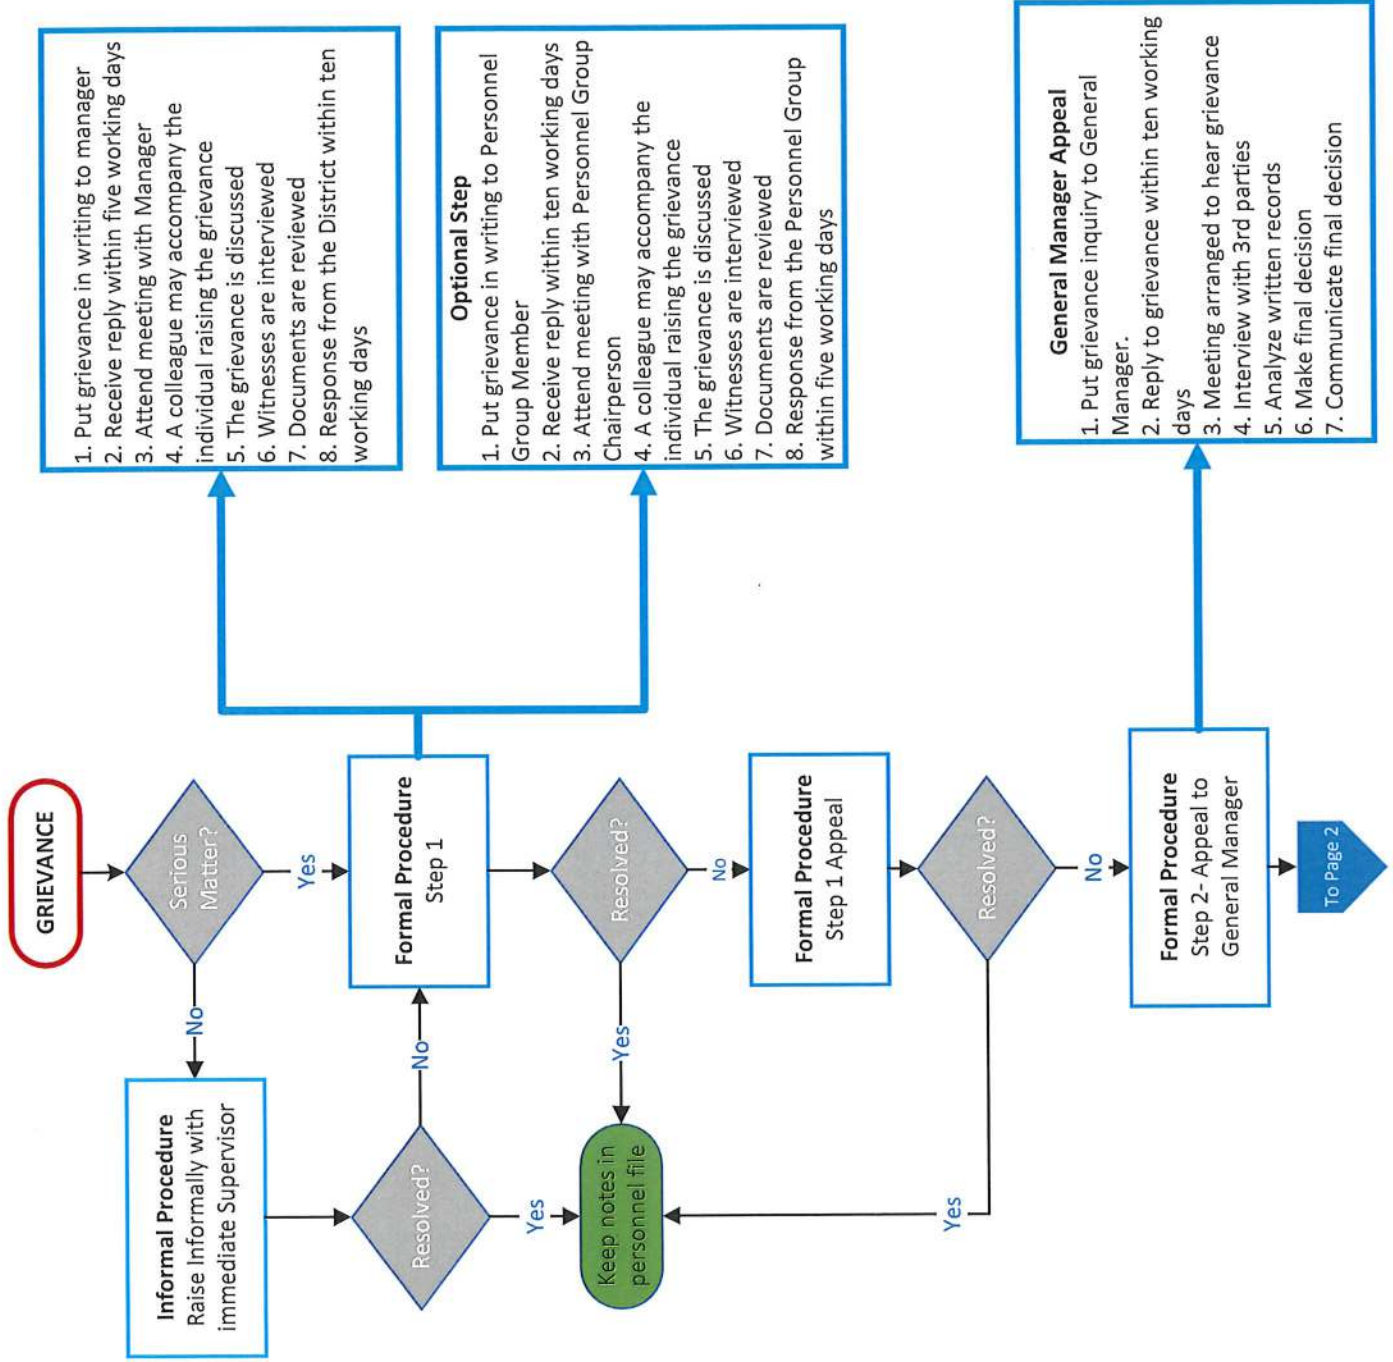 GRIEVANCE
Serious
Matter?
No
Yes
Informal Procedure
Raise Informally with
immediate Supervisor
Resolved?
No
Yes
Formal Procedure
Step 1
1. Put grievance in writing to manager
2. Receive reply within five working days
3. Attend meeting with Manager
4. A colleague may accompany the
individual raising the grievance
5. The grievance is discussed
6. Witnesses are interviewed
7. Documents are reviewed
8. Response from the District within ten
working days
Optional Step
1. Put grievance in writing to Personnel
Group Member
2. Receive reply within ten working days
3. Attend meeting with Personnel Group
Chairperson
4. A colleague may accompany the
individual raising the grievance
5. The grievance is discussed
6. Witnesses are interviewed
7. Documents are reviewed
8. Response from the Personnel Group
within five working days
Resolved?
Yes
No
Keep notes in
personnel file
Formal Procedure
Step 1 Appeal
Resolved?
Yes
No
Formal Procedure
Step 2- Appeal to
General Manager
General Manager Appeal
1. Put grievance inquiry to General
Manager.
2. Reply to grievance within ten working
days
3. Meeting arranged to hear grievance
4. Interview with 3rd parties
5. Analyze written records
6. Make final decision
7. Communicate final decision
To Page 2